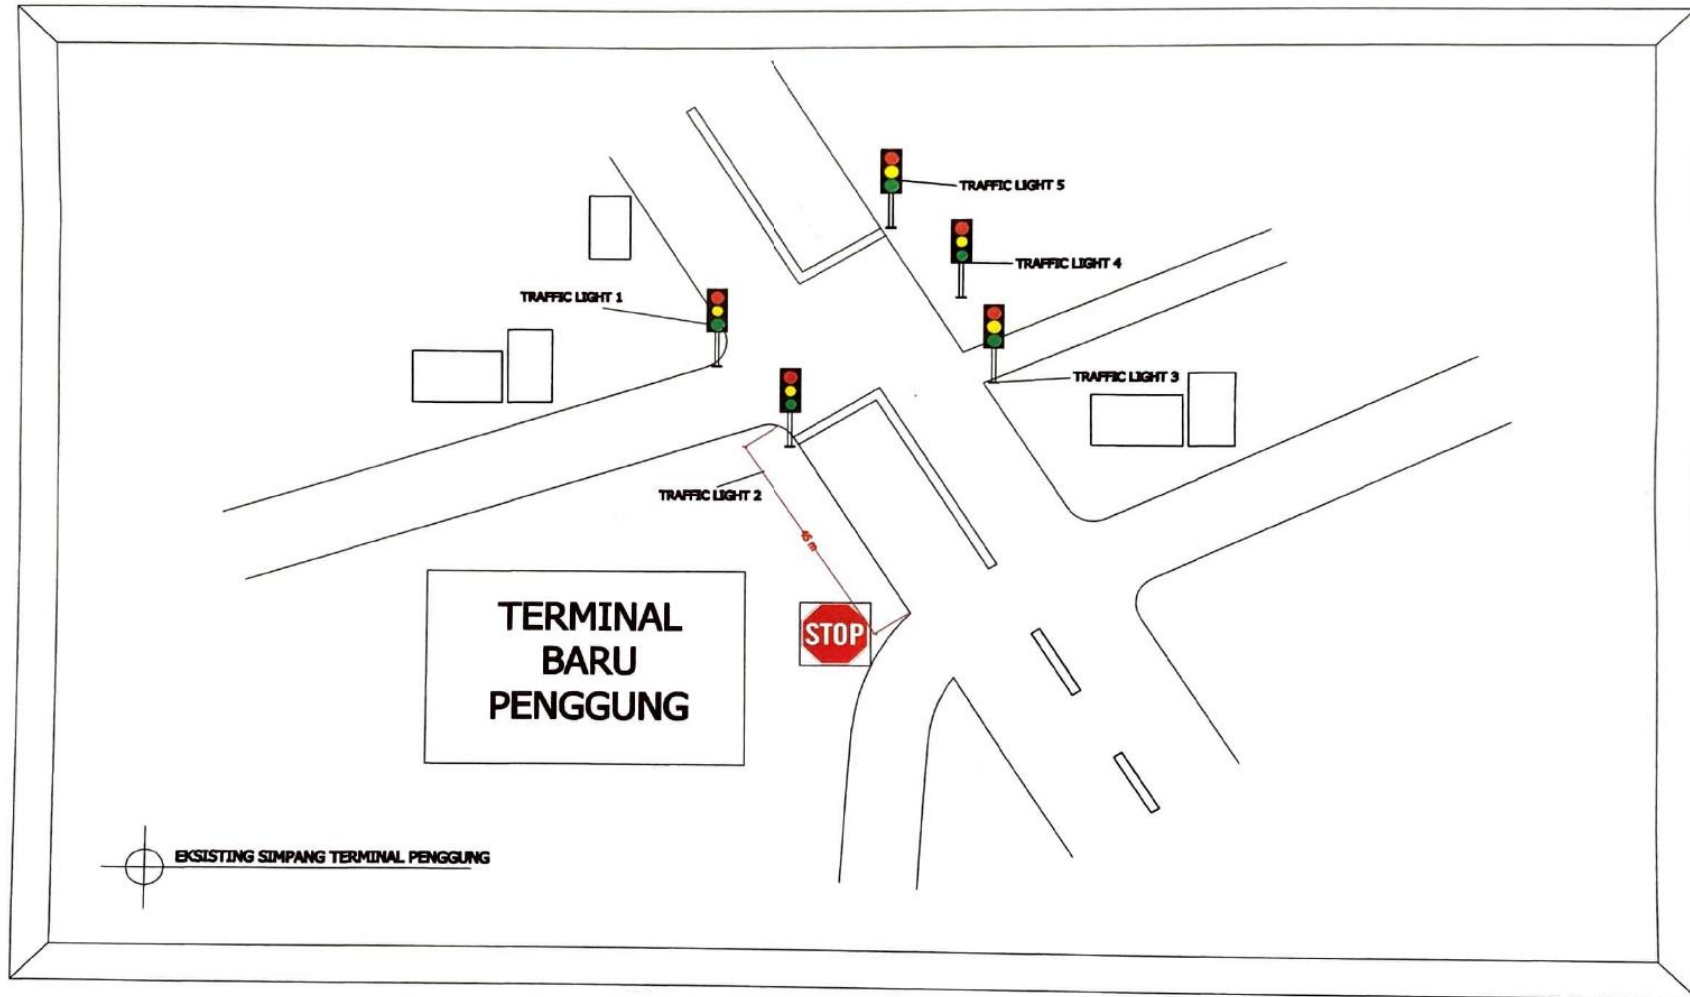 TRAFFIC LIGHT 5
TRAFFIC LIGHT 4
TRAFFIC LIGHT 1
TRAFFIC LIGHT 3
TRAFFIC LIGHT 2
TERMINAL
BARU
PENGGUNG
STOP
EKSISTING SIMPANG TERMINAL PENGGUNG